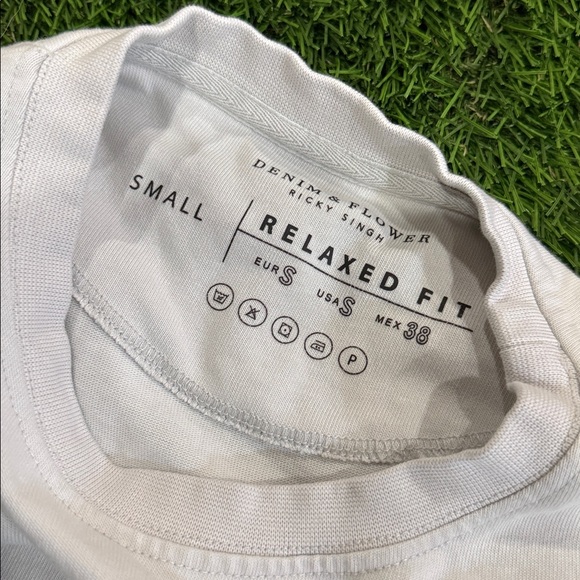 DENIM & FLOWER
RICKY SINGH
SMALL
RELAXED FIT
EUR S USA S MEX 38
P